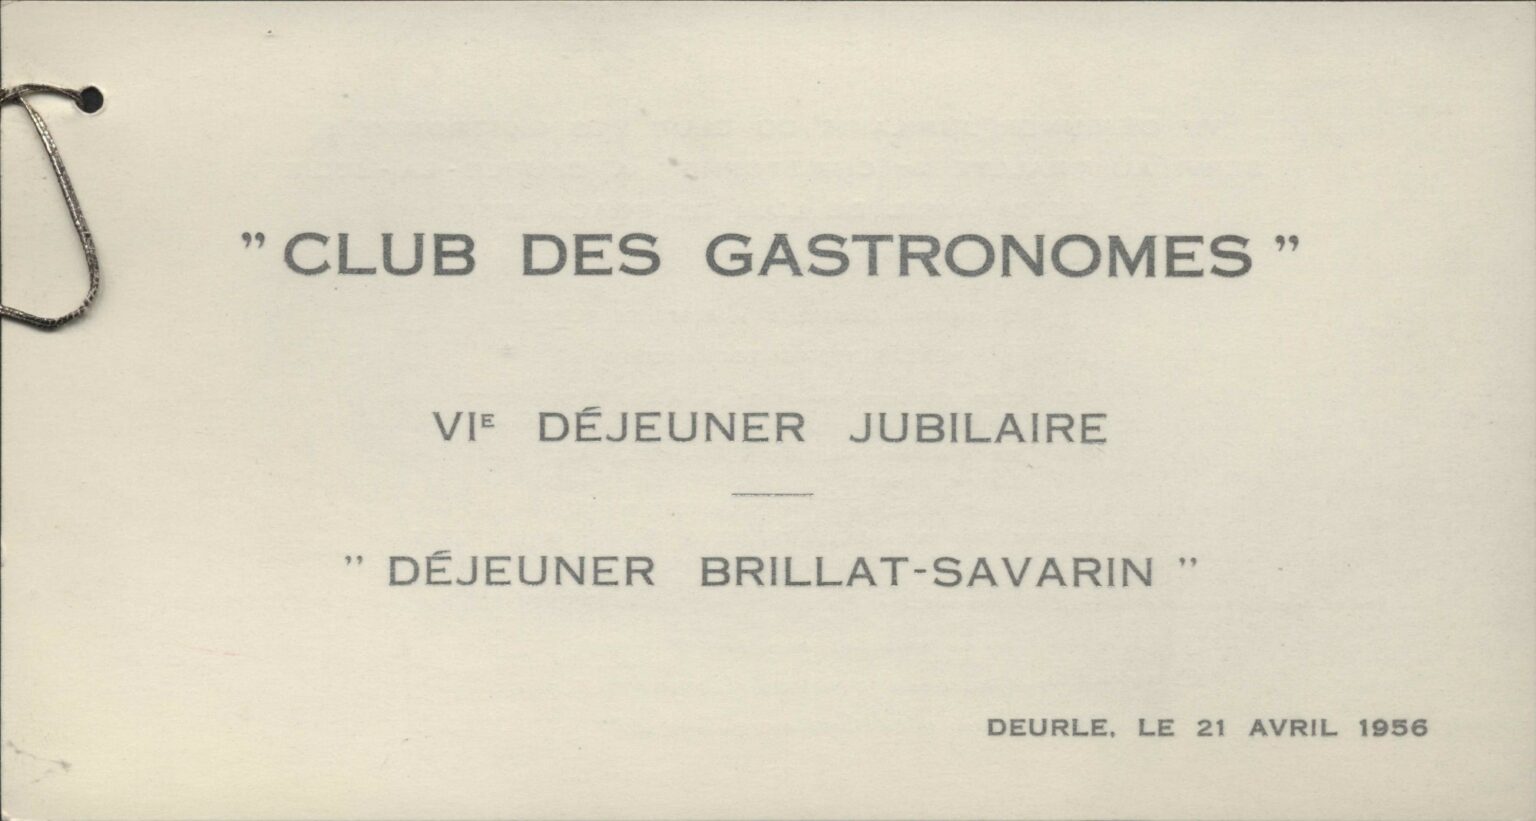 " CLUB DES GASTRONOMES "
VIE DÉJEUNER JUBILAIRE
" DÉJEUNER BRILLAT-SAVARIN "
DEURLE, LE 21 AVRIL 1956